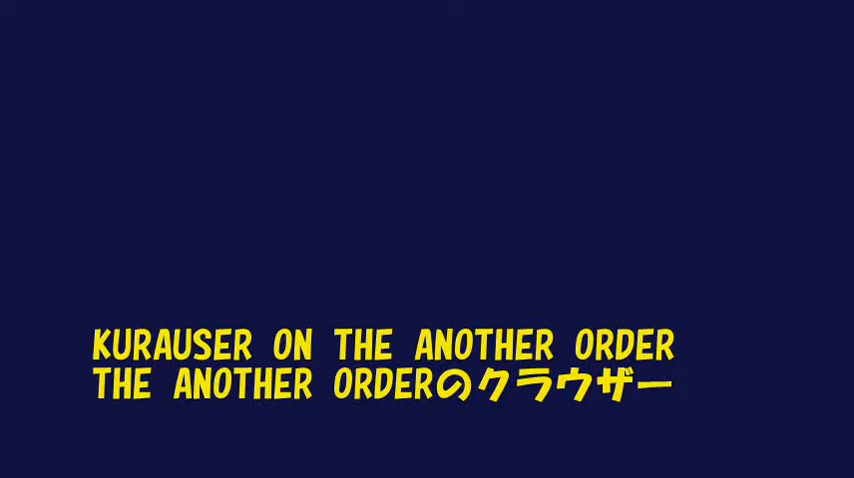 KURAUSER ON THE ANOTHER ORDER
THE ANOTHER ORDERのクラウザー